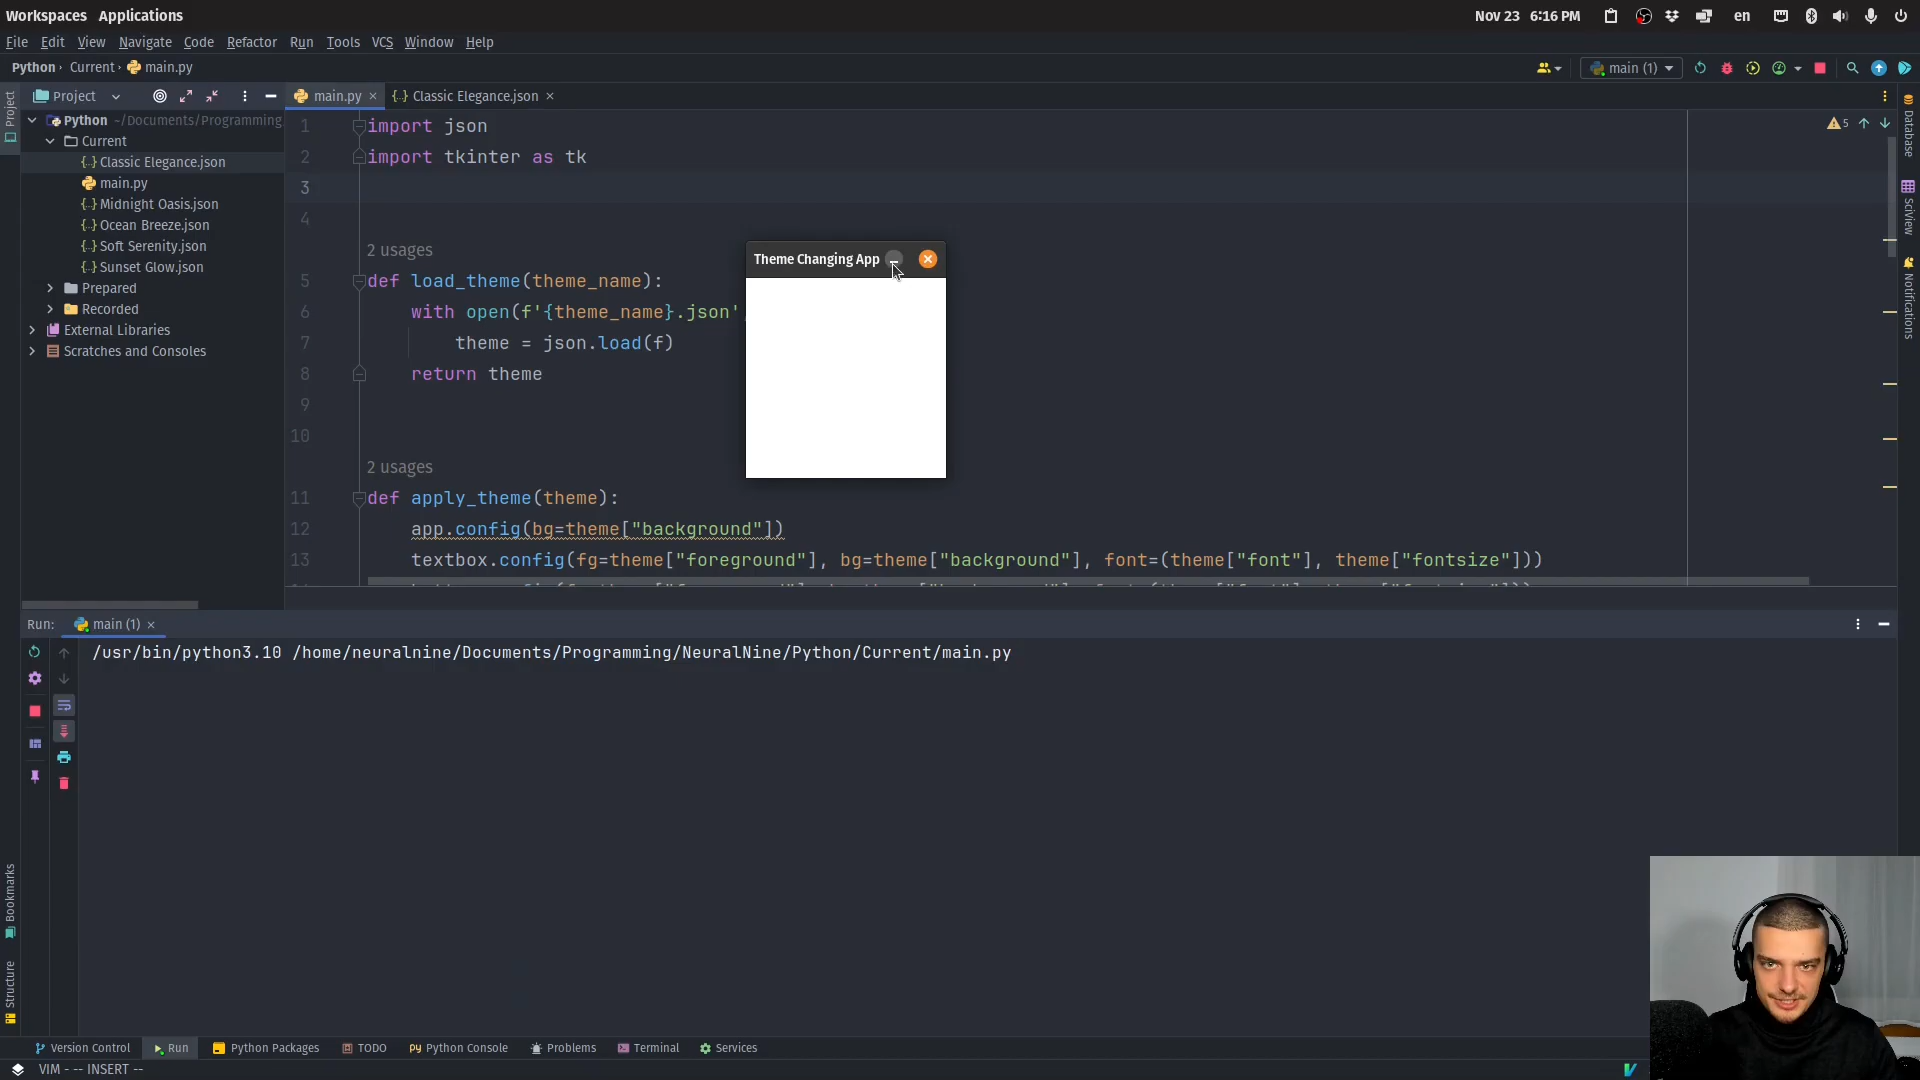 Workspaces Applications
Nov 23 6:16 PM
en
File Edit View Navigate Code Refactor Run Tools VCS Window Help
Python › Current › main.py
main (1)
Project
main.py
Classic Elegance.json
Python ~/Documents/Programming
Current
Classic Elegance.json
main.py
Midnight Oasis.json
Ocean Breeze.json
Soft Serenity.json
Sunset Glow.json
Prepared
Recorded
External Libraries
Scratches and Consoles
Project
Bookmarks
Structure
Database
SciView
Notifications
5
1 import json
2 import tkinter as tk
3
4
2 usages
5 def load_theme(theme_name):
6 with open(f'{theme_name}.json'
7 theme = json.load(f)
8 return theme
9
10
2 usages
11 def apply_theme(theme):
12 app.config(bg=theme["background"])
13 textbox.config(fg=theme["foreground"], bg=theme["background"], font=(theme["font"], theme["fontsize"]))
Theme Changing App
Run: main (1)
/usr/bin/python3.10 /home/neuralnine/Documents/Programming/NeuralNine/Python/Current/main.py
Version Control Run Python Packages TODO Python Console Problems Terminal Services
VIM - -- INSERT --